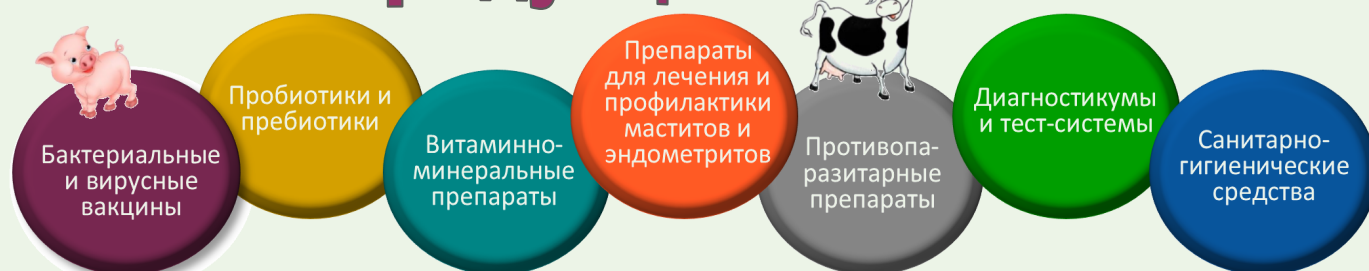 Бактериальные
и вирусные
вакцины
Пробиотики и
пребиотики
Витаминно-
минеральные
препараты
Препараты
для лечения и
профилактики
маститов и
эндометритов
Противопа-
разитарные
препараты
Диагностикумы
и тест-системы
Санитарно-
гигиенические
средства